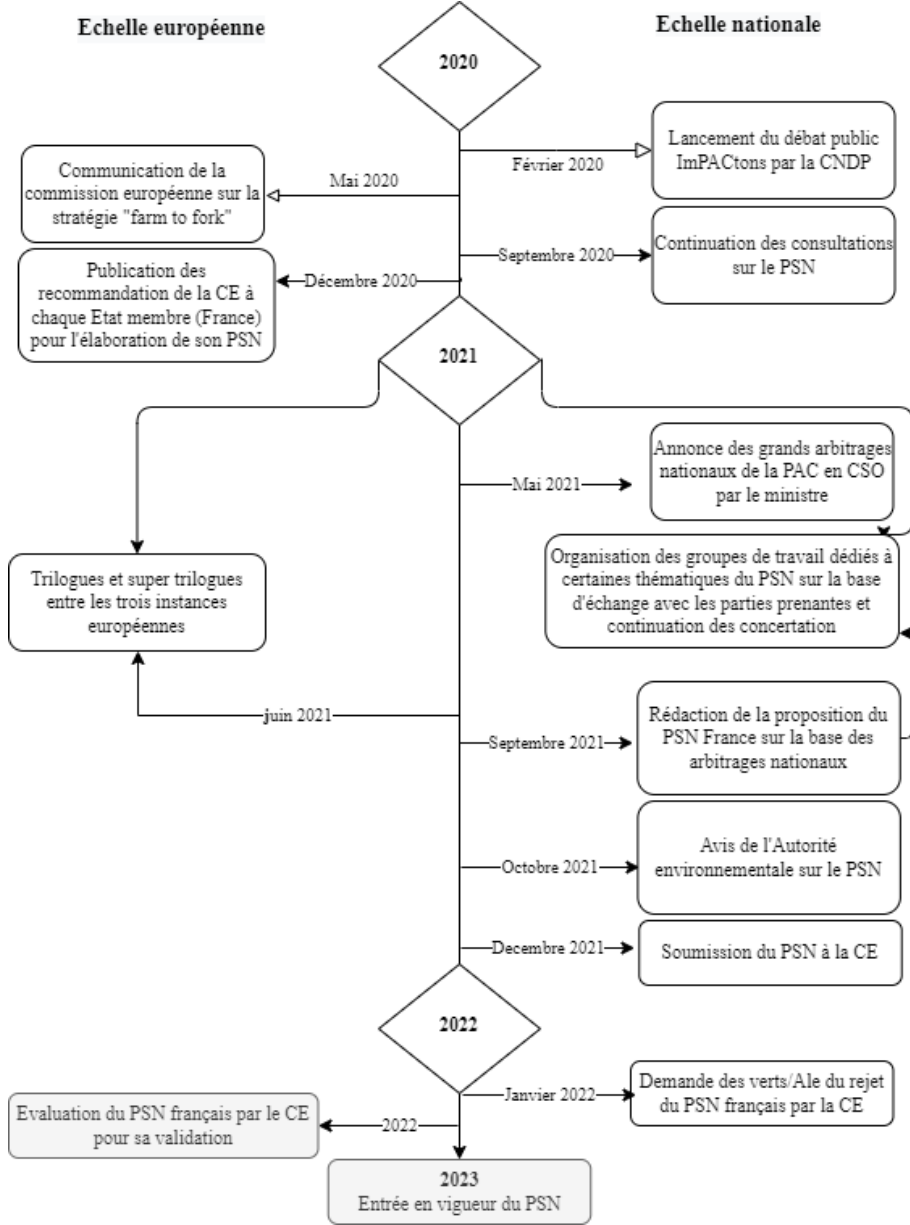 Echelle européenne
Echelle nationale
2020
Lancement du débat public
ImPACtons par la CNDP
Février 2020
Communication de la
commission européenne sur la
stratégie "farm to fork"
Mai 2020
Continuation des consultations
sur le PSN
Septembre 2020
Publication des
recommandation de la CE à
chaque Etat membre (France)
pour l'élaboration de son PSN
Décembre 2020
2021
Annonce des grands arbitrages
nationaux de la PAC en CSO
par le ministre
Mai 2021
Organisation des groupes de travail dédiés à
certaines thématiques du PSN sur la base
d'échange avec les parties prenantes et
continuation des concertation
Trilogues et super trilogues
entre les trois instances
européennes
juin 2021
Rédaction de la proposition du
PSN France sur la base des
arbitrages nationaux
Septembre 2021
Avis de l'Autorité
environnementale sur le PSN
Octobre 2021
Decembre 2021
Soumission du PSN à la CE
2022
Janvier 2022
Demande des verts/Ale du rejet
du PSN français par la CE
Evaluation du PSN français par le CE
pour sa validation
2022
2023
Entrée en vigueur du PSN